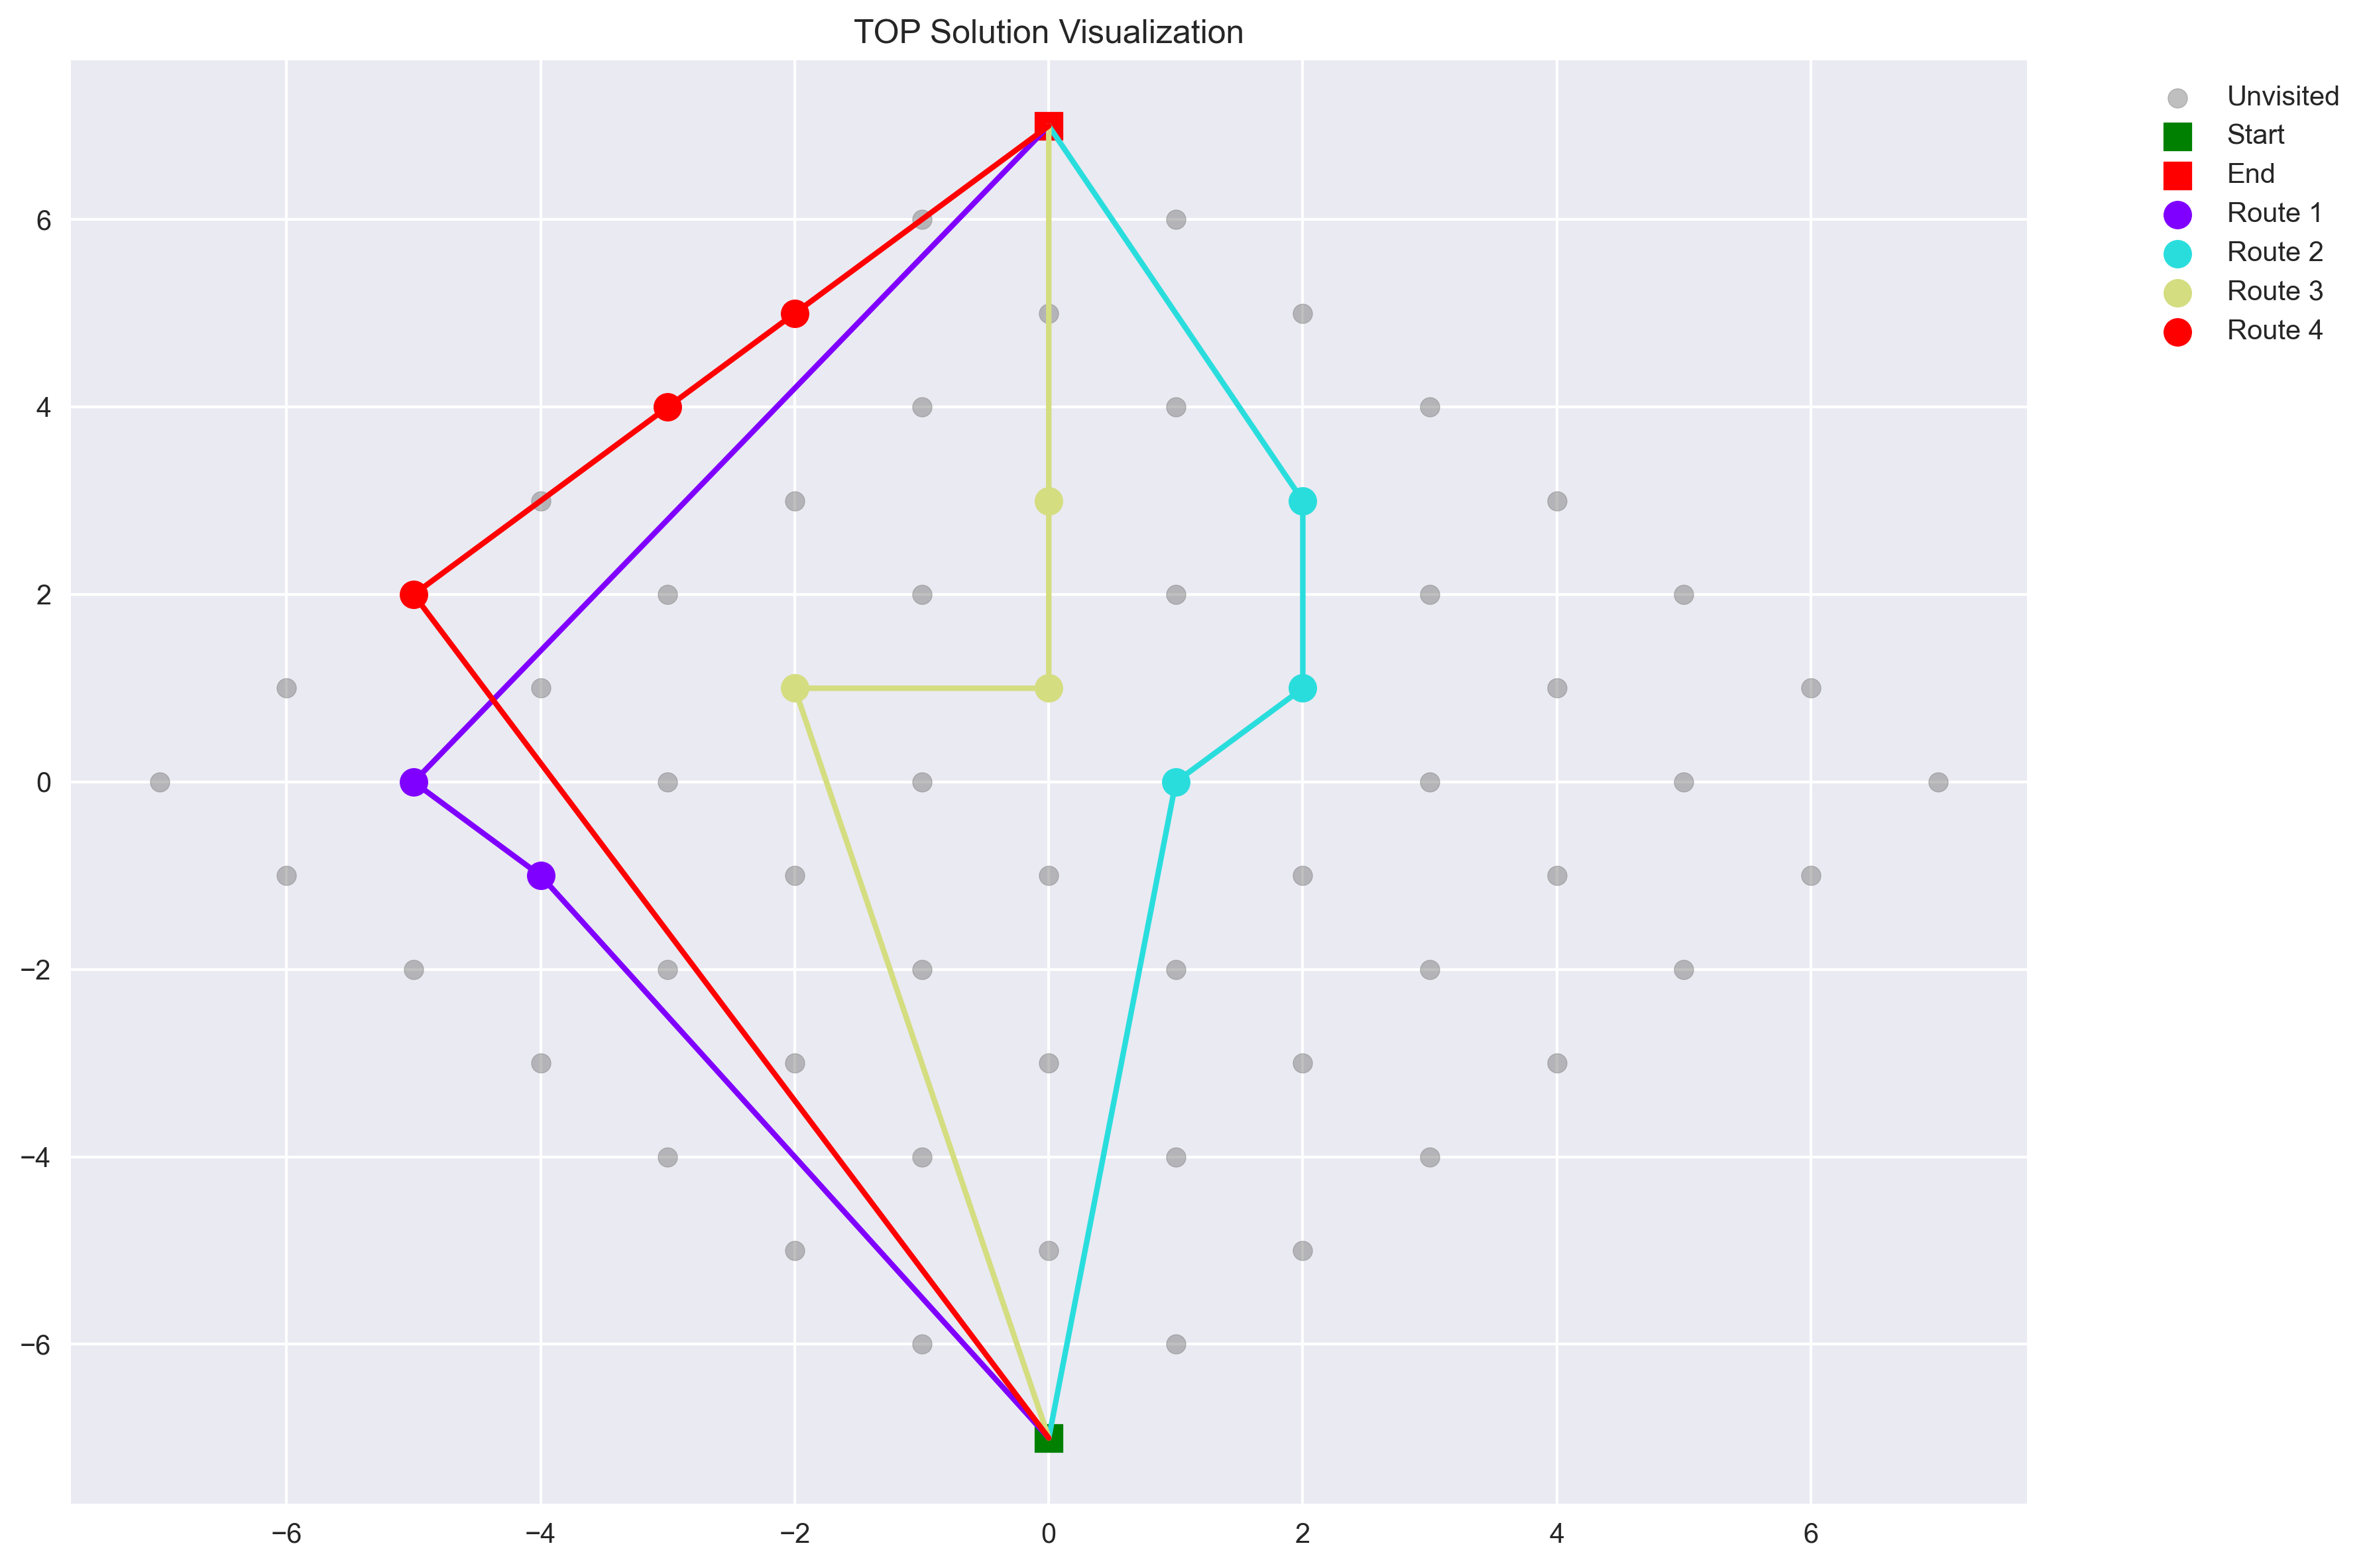 TOP Solution Visualization
Unvisited
Start
End
Route 1
Route 2
Route 3
Route 4
6
4
2
0
−2
−4
−6
−6 −4 −2 0 2 4 6